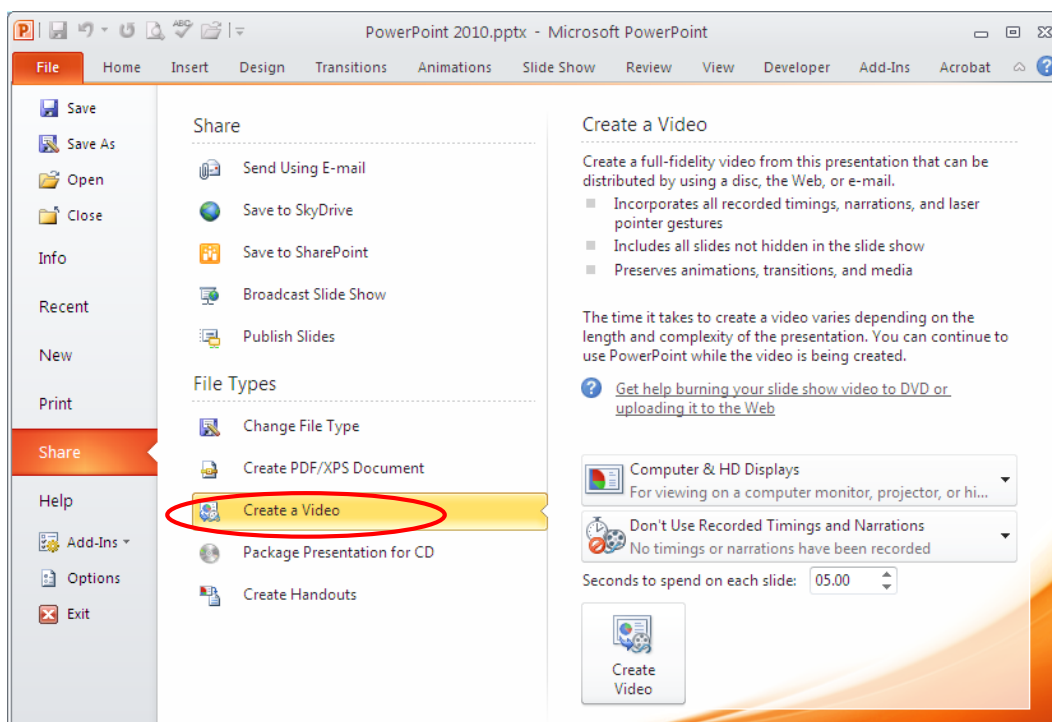 PowerPoint 2010.pptx - Microsoft PowerPoint
File Home Insert Design Transitions Animations Slide Show Review View Developer Add-Ins Acrobat
Save
Save As
Open
Close
Info
Recent
New
Print
Share
Help
Add-Ins
Options
Exit
Share
Send Using E-mail
Save to SkyDrive
Save to SharePoint
Broadcast Slide Show
Publish Slides
File Types
Change File Type
Create PDF/XPS Document
Create a Video
Package Presentation for CD
Create Handouts
Create a Video
Create a full-fidelity video from this presentation that can be
distributed by using a disc, the Web, or e-mail.
Incorporates all recorded timings, narrations, and laser
pointer gestures
Includes all slides not hidden in the slide show
Preserves animations, transitions, and media
The time it takes to create a video varies depending on the
length and complexity of the presentation. You can continue to
use PowerPoint while the video is being created.
Get help burning your slide show video to DVD or
uploading it to the Web
Computer & HD Displays
For viewing on a computer monitor, projector, or hi...
Don't Use Recorded Timings and Narrations
No timings or narrations have been recorded
Seconds to spend on each slide: 05.00
Create
Video